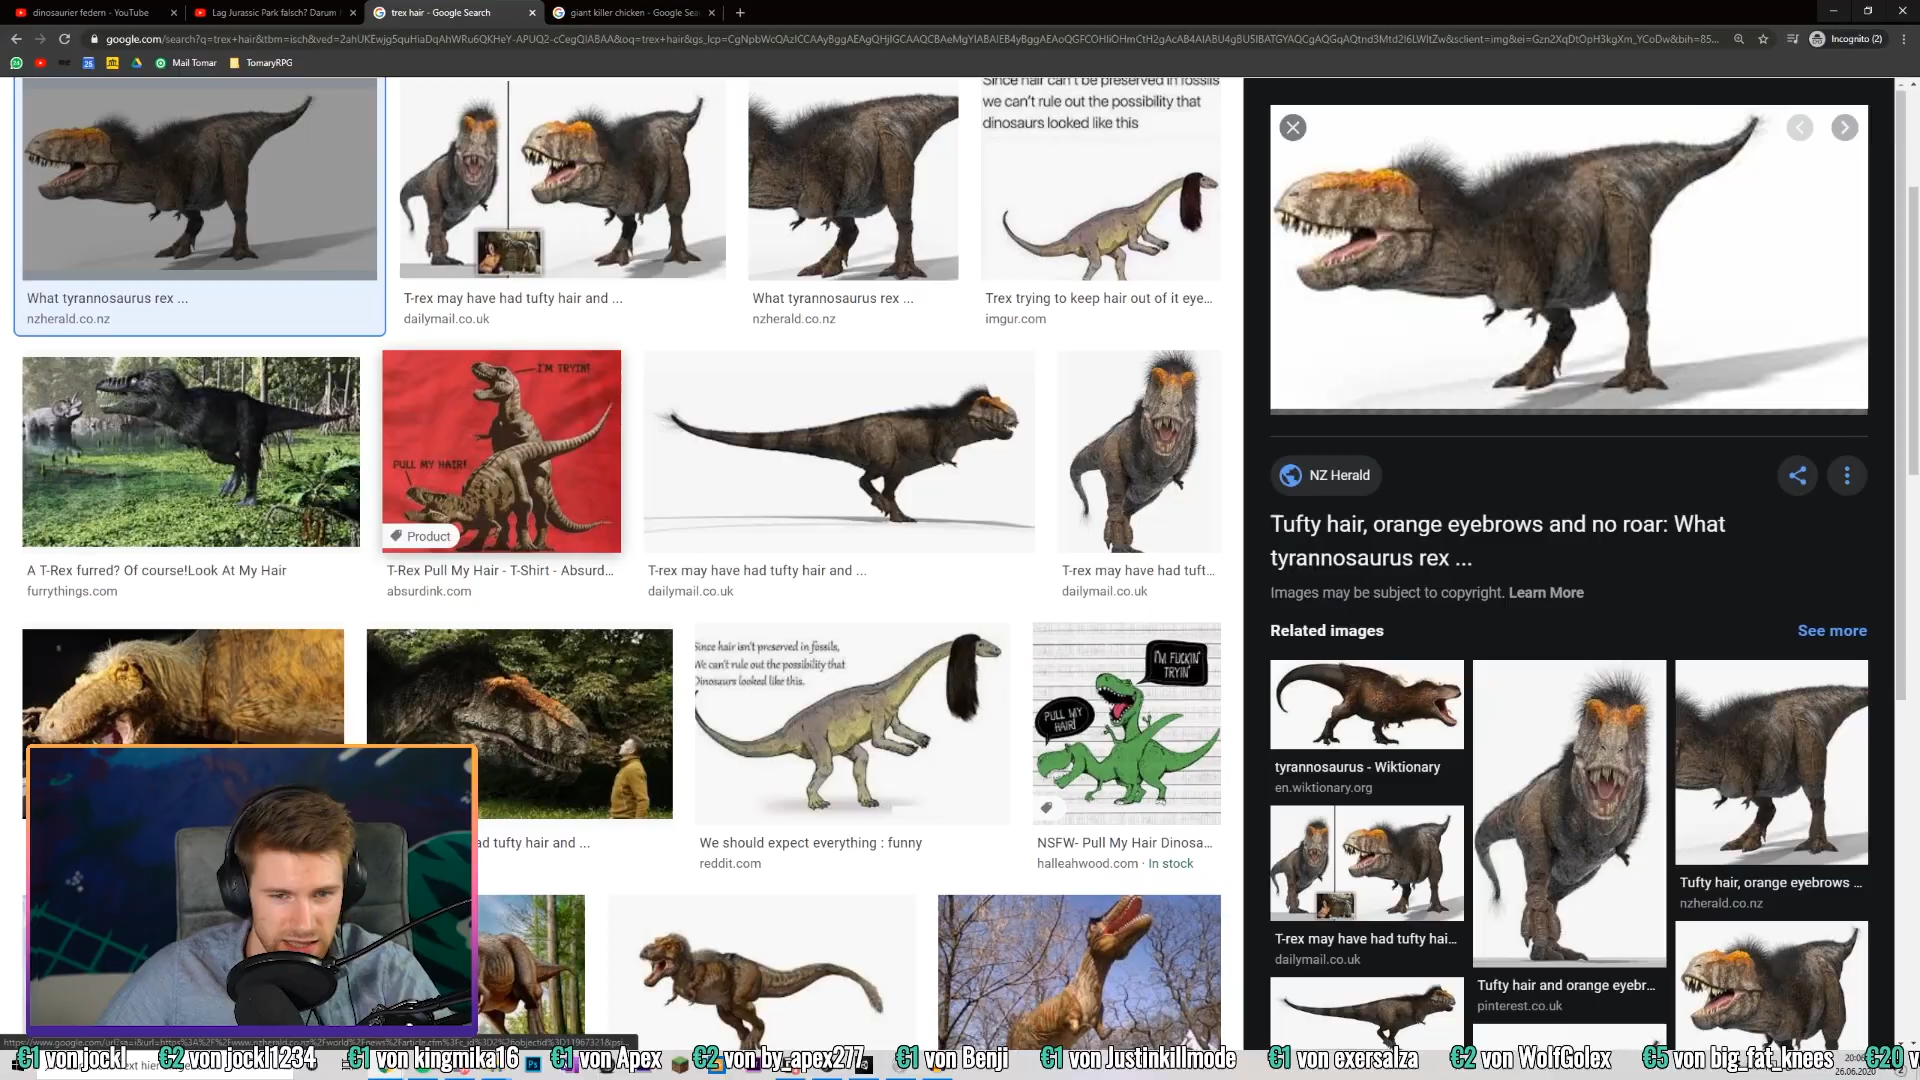 dinosaurier federn - YouTube
Lag Jurassic Park falsch? Darum
trex hair - Google Search
giant killer chicken - Google Sea
Incognito (2)
Mail Tomar
TomaryRPG
Since hair can't be preserved in fossils
we can't rule out the possibility that
dinosaurs looked like this
What tyrannosaurus rex ...
nzherald.co.nz
T-rex may have had tufty hair and ...
dailymail.co.uk
What tyrannosaurus rex ...
nzherald.co.nz
Trex trying to keep hair out of it eye...
imgur.com
I'M TRYIN!
PULL MY HAIR!
Product
A T-Rex furred? Of course!Look At My Hair
furrythings.com
T-Rex Pull My Hair - T-Shirt - Absurd...
absurdink.com
T-rex may have had tufty hair and ...
dailymail.co.uk
T-rex may have had tuft...
dailymail.co.uk
Since hair isn't preserved in fossils,
We can't rule out the possibility that
Dinosaurs looked like this.
I'M FUCKIN' TRYIN'
PULL MY HAIR!
ad tufty hair and ...
We should expect everything : funny
reddit.com
NSFW- Pull My Hair Dinosa...
halleahwood.com · In stock
NZ Herald
Tufty hair, orange eyebrows and no roar: What
tyrannosaurus rex ...
Images may be subject to copyright. Learn More
Related images
See more
tyrannosaurus - Wiktionary
en.wiktionary.org
T-rex may have had tufty hai...
dailymail.co.uk
Tufty hair and orange eyebr...
pinterest.co.uk
Tufty hair, orange eyebrows ...
nzherald.co.nz
€1 von jockl
€2 von jockl1234
€1 von kingmika16
€1 von Apex
€2 von by_apex277
€1 von Benji
€1 von Justinkillmode
€1 von exersalza
€2 von WolfGolex
€5 von big_fat_knees
€20 v
26.06.2020